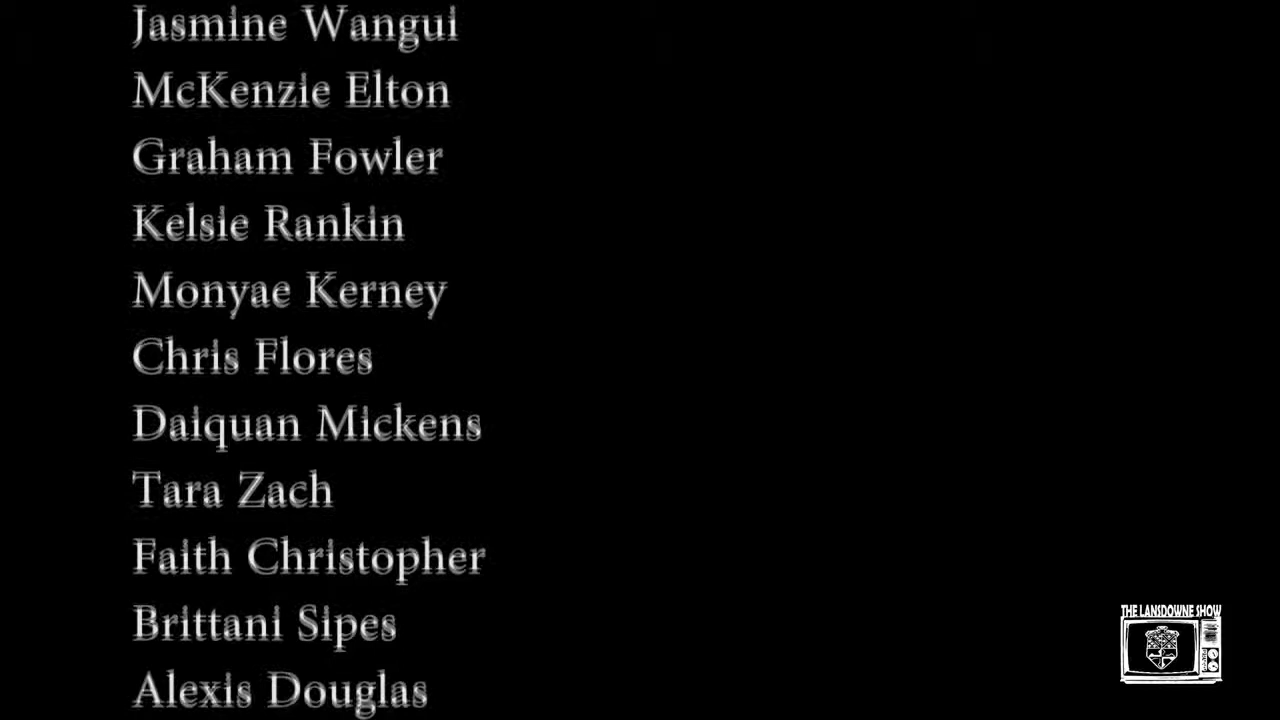 Jasmine Wangui
McKenzie Elton
Graham Fowler
Kelsie Rankin
Monyae Kerney
Chris Flores
Daiquan Mickens
Tara Zach
Faith Christopher
Brittani Sipes
Alexis Douglas
THE LANSDOWNE SHOW